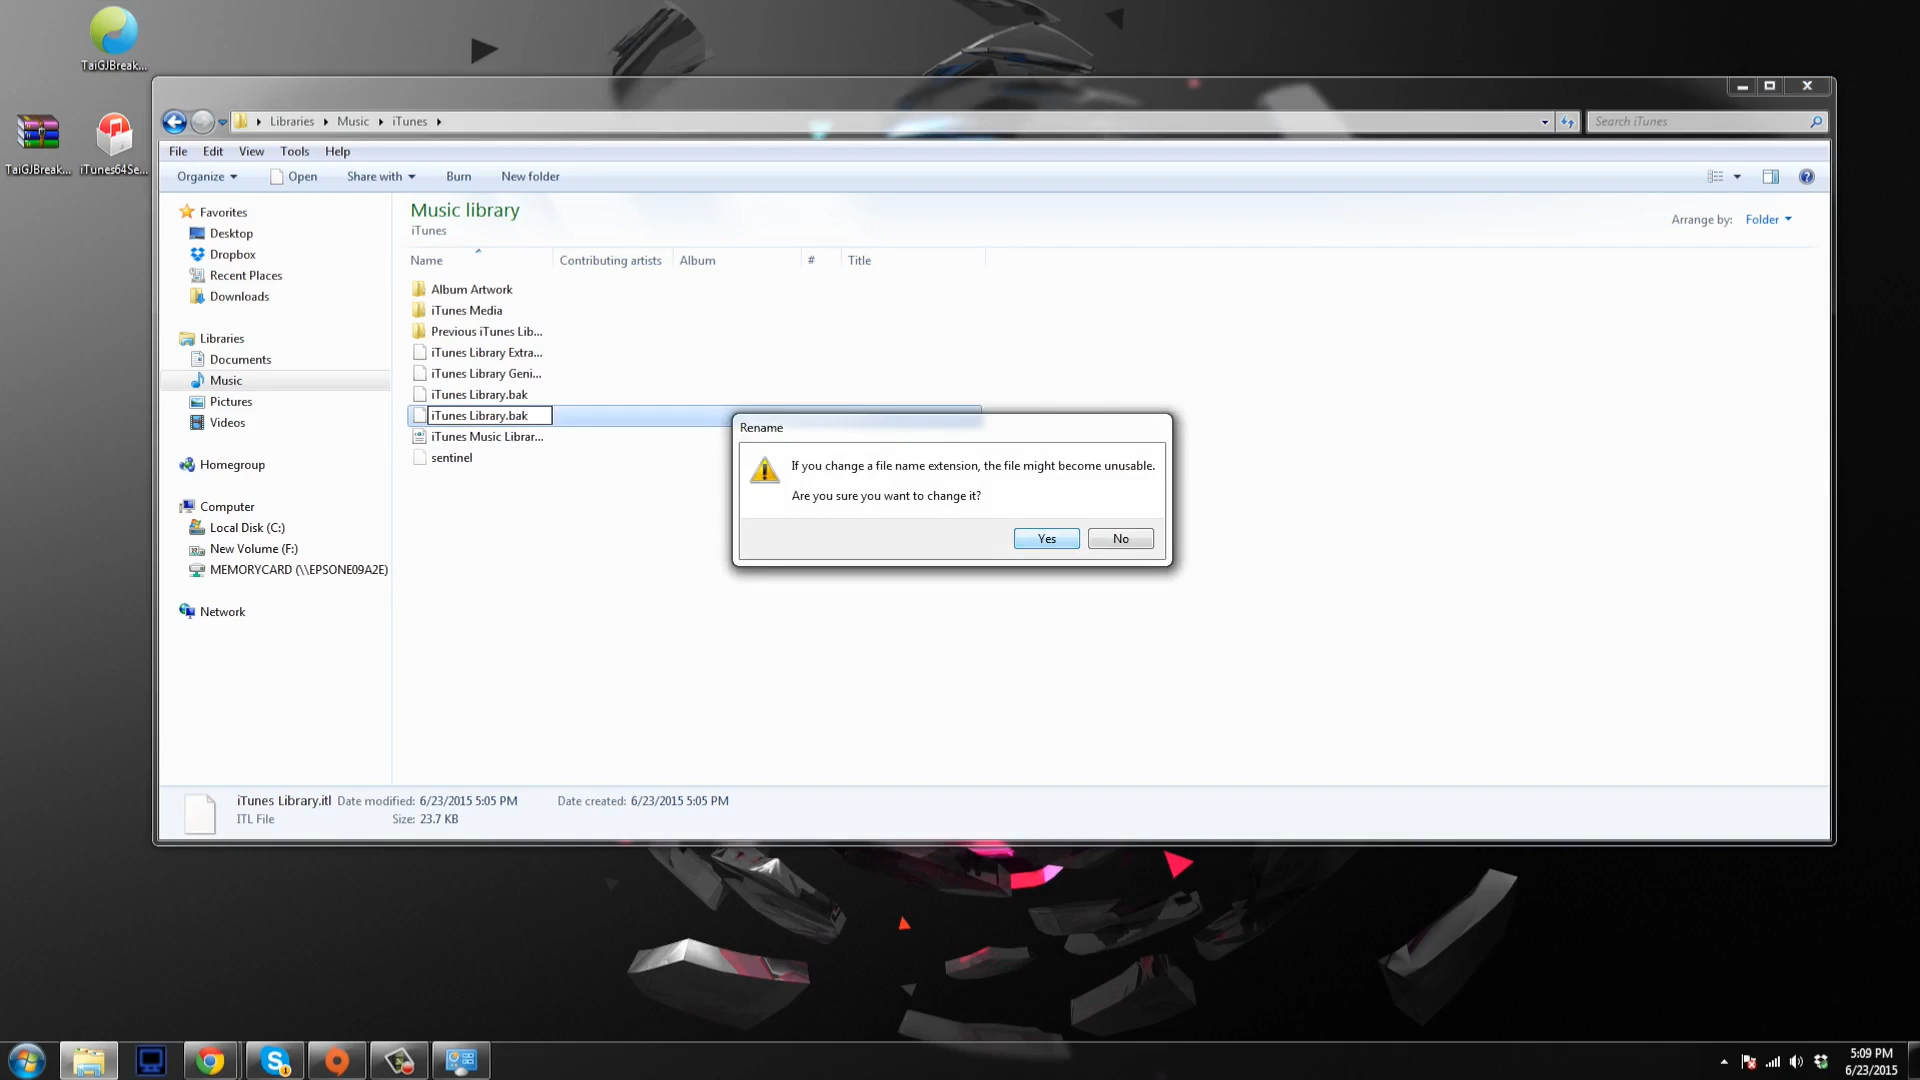 TaiGJBreak...
TaiGJBreak...
iTunes64Se...
Libraries
Music
iTunes
Search iTunes
File
Edit
View
Tools
Help
Organize
Open
Share with
Burn
New folder
Favorites
Desktop
Dropbox
Recent Places
Downloads
Libraries
Documents
Music
Pictures
Videos
Homegroup
Computer
Local Disk (C:)
New Volume (F:)
MEMORYCARD (\\EPSONE09A2E)
Network
Music library
iTunes
Arrange by:
Folder
Name
Contributing artists
Album
#
Title
Album Artwork
iTunes Media
Previous iTunes Lib...
iTunes Library Extra...
iTunes Library Geni...
iTunes Library.bak
iTunes Library.bak
iTunes Music Librar...
sentinel
Rename
If you change a file name extension, the file might become unusable.
Are you sure you want to change it?
Yes
No
iTunes Library.itl
Date modified: 6/23/2015 5:05 PM
Date created: 6/23/2015 5:05 PM
ITL File
Size: 23.7 KB
5:09 PM
6/23/2015